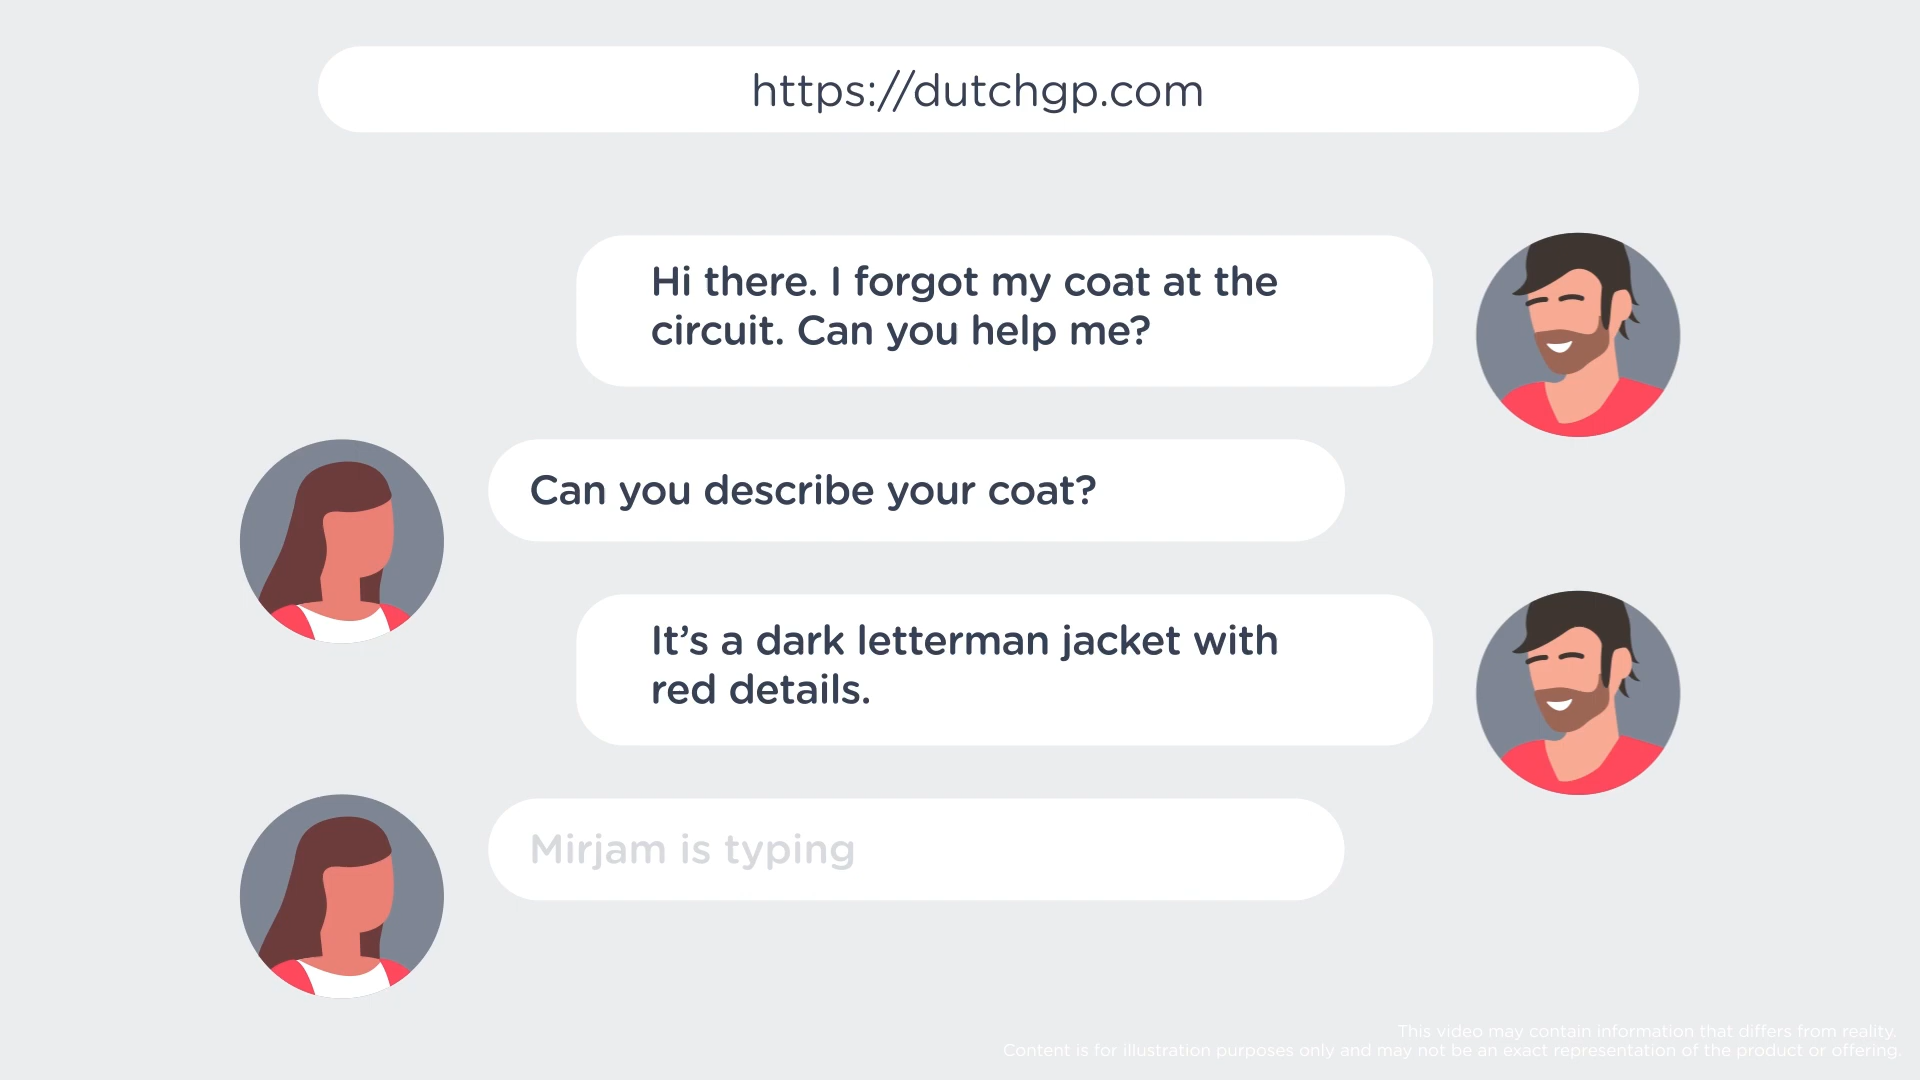 https://dutchgp.com
Hi there. I forgot my coat at the
circuit. Can you help me?
Can you describe your coat?
It’s a dark letterman jacket with
red details.
Mirjam is typing
This video may contain information that differs from reality.
Content is for illustration purposes only and may not be an exact representation of the product or offering.